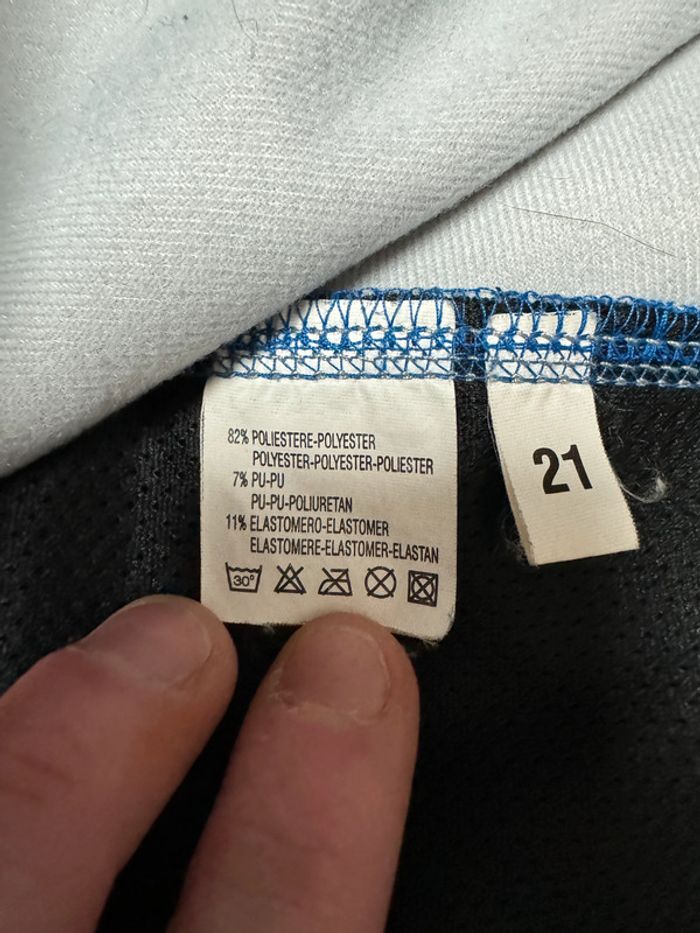 82% POLIESTERE-POLYESTER
POLYESTER-POLYESTER-POLIESTER
7% PU-PU
PU-PU-POLIURETAN
11% ELASTOMERO-ELASTOMER
ELASTOMERE-ELASTOMER-ELASTAN
30°
21